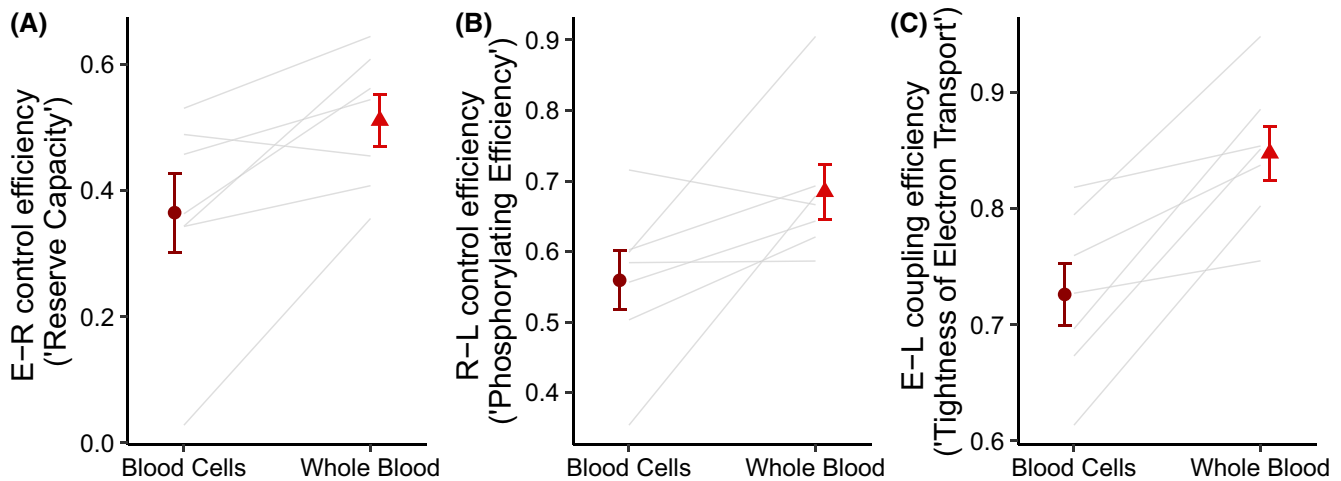 (A)
E−R control efficiency
('Reserve Capacity')
0.6
0.4
0.2
0.0
Blood Cells
Whole Blood
(B)
R−L control efficiency
('Phosphorylating Efficiency')
0.9
0.8
0.7
0.6
0.5
0.4
Blood Cells
Whole Blood
(C)
E−L coupling efficiency
('Tightness of Electron Transport')
0.9
0.8
0.7
0.6
Blood Cells
Whole Blood